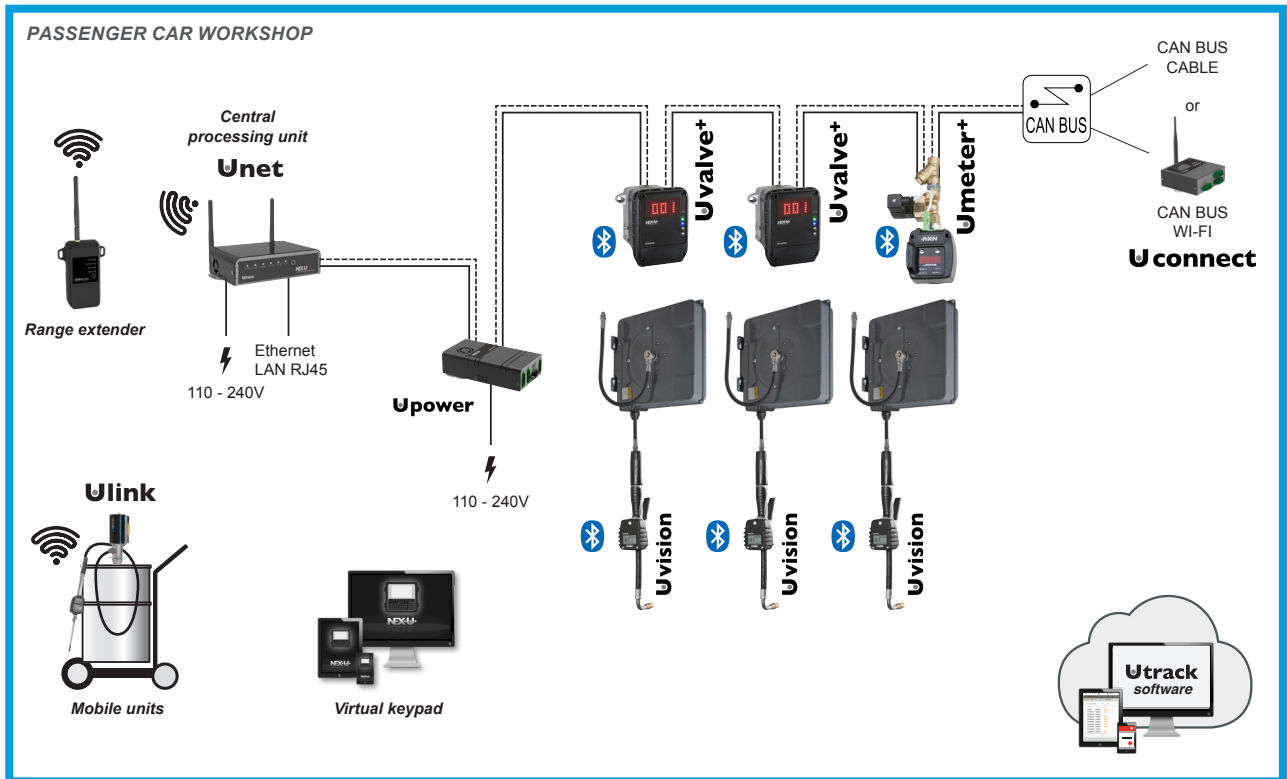 PASSENGER CAR WORKSHOP
Central
processing unit
Unet
Range extender
110 - 240V
Ethernet
LAN RJ45
Upower
110 - 240V
Uvalve+
Uvalve+
Umeter+
001
001
CAN BUS
CAN BUS
CABLE
or
CAN BUS
WI-FI
Uconnect
Uvision
Uvision
Uvision
Ulink
Mobile units
NEX·U·
NEX·U·
NEX·U·
Virtual keypad
Utrack
software